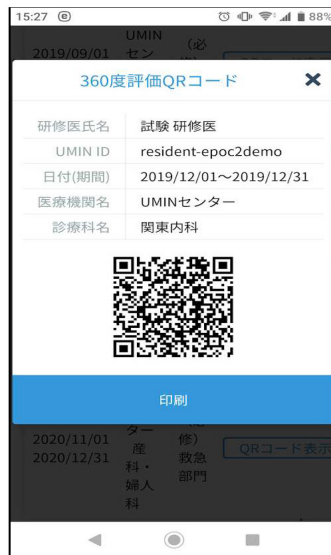 15:27 88%
UMIN
2019/09/01 セン (必
360度評価QRコード ×
研修医氏名 試験 研修医
UMIN ID resident-epoc2demo
日付(期間) 2019/12/01～2019/12/31
医療機関名 UMINセンター
診療科名 関東内科
印刷
ター
2020/11/01 産 修) QRコード表示
2020/12/31 科・ 救急
婦人 部門
科